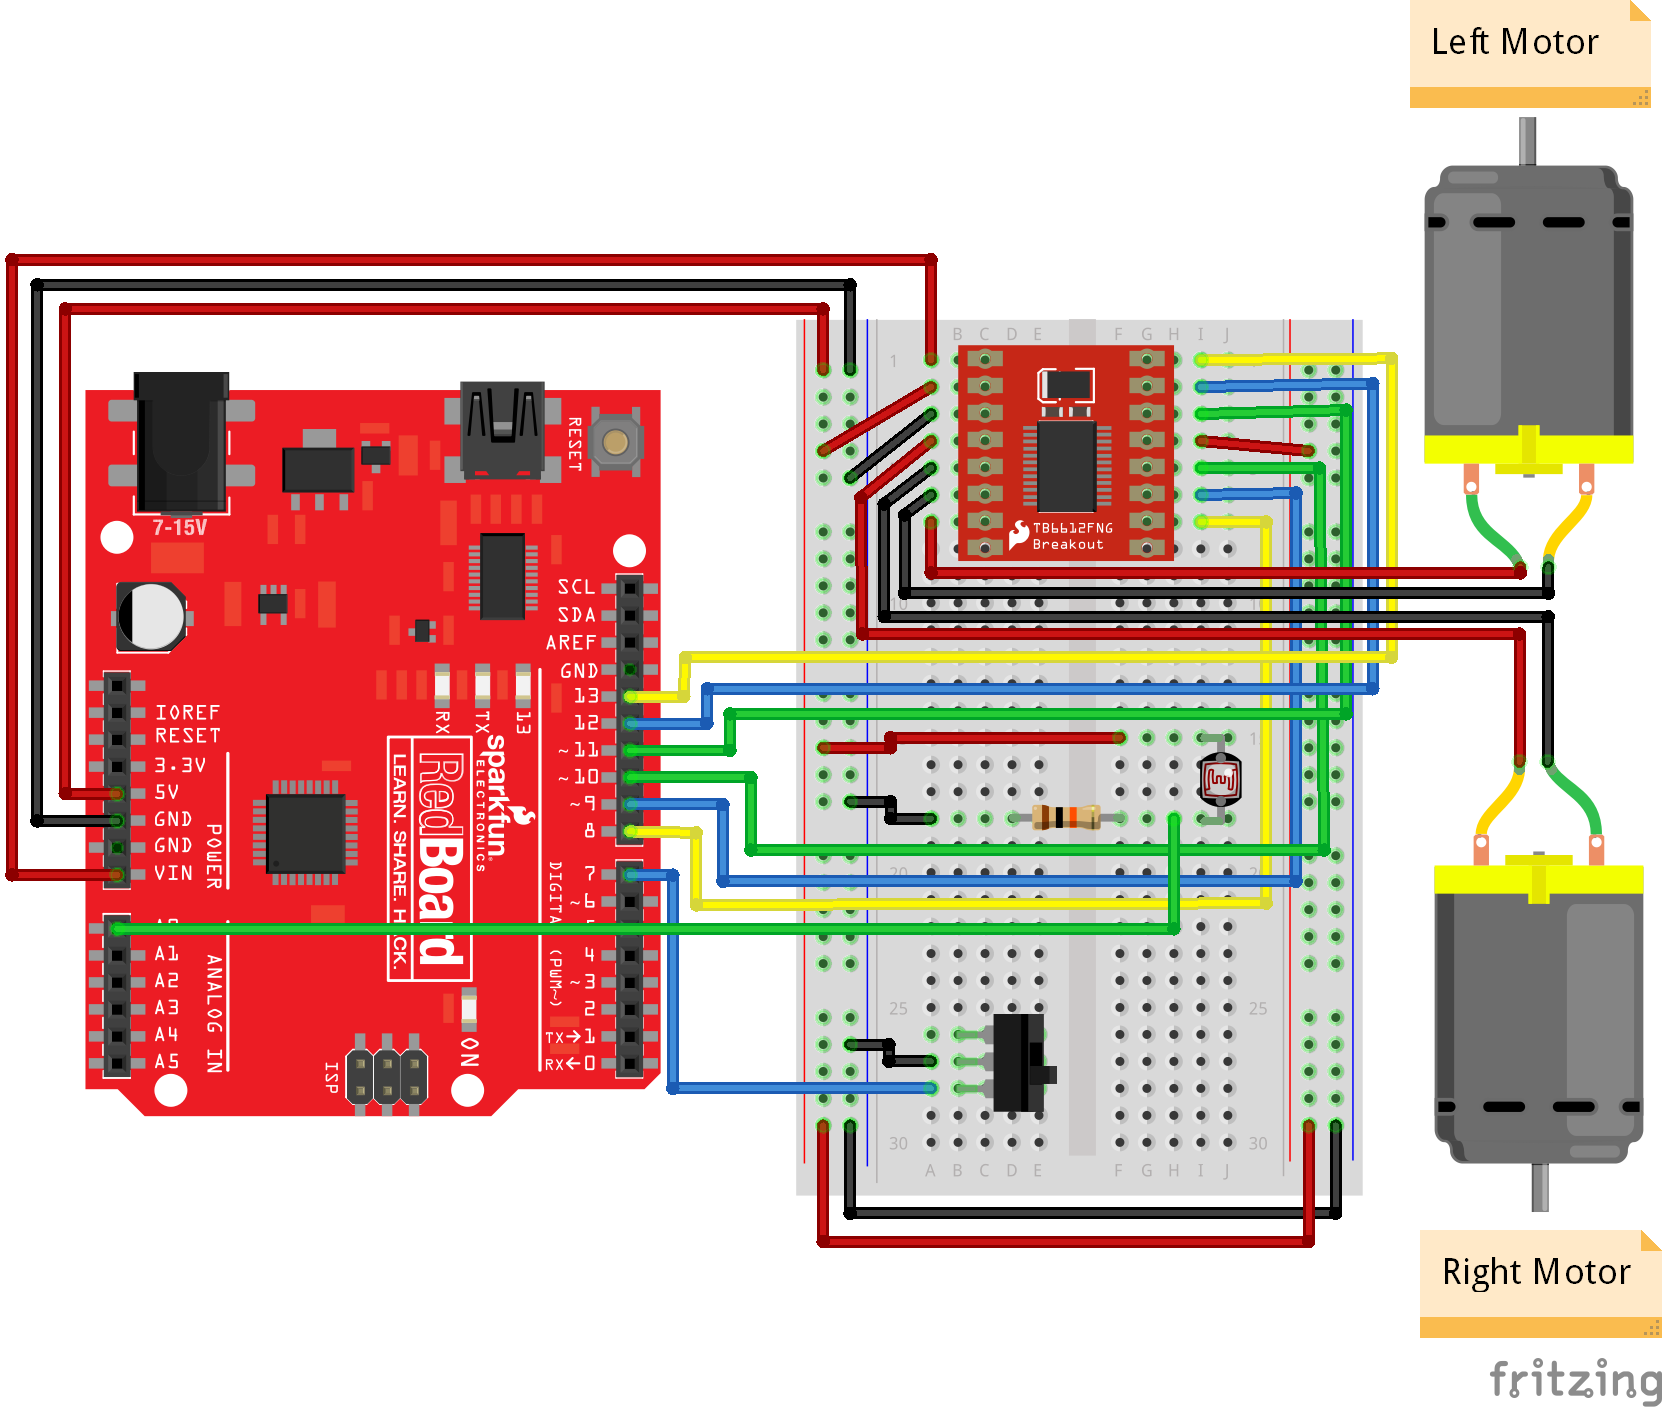 Left Motor
B C D E F G H I J
1
7-15V
RESET
TB6612FNG
Breakout
10
SCL
SDA
AREF
GND
13
12
~11
~10
~9
8
7
~6
4
~3
2
TX→1
RX←0
RX
TX
13
IOREF
RESET
3.3V
5V
GND
GND
VIN
POWER
A1
A2
A3
A4
A5
ANALOG IN
sparkfun
ELECTRONICS
RedBoard
LEARN. SHARE. HACK.
DIGITAL (PWM~)
ISP
ON
20
25
25
30
30
A B C D E F G H I J
Right Motor
fritzing